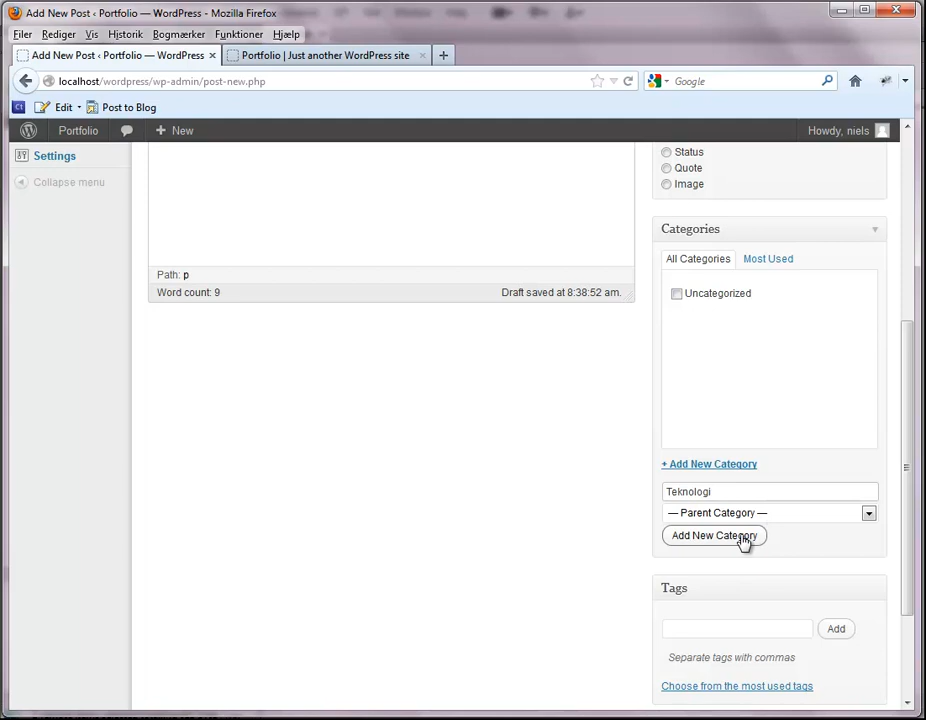 Add New Post ‹ Portfolio — WordPress - Mozilla Firefox
Filer Rediger Vis Historik Bogmærker Funktioner Hjælp
Add New Post ‹ Portfolio — WordPress × Portfolio | Just another WordPress site × +
localhost/wordpress/wp-admin/post-new.php Google
Ct Edit Post to Blog
Portfolio + New Howdy, niels
Settings
Collapse menu
Status
Quote
Image
Categories
All Categories Most Used
Uncategorized
Path: p
Word count: 9 Draft saved at 8:38:52 am.
+ Add New Category
Teknologi
— Parent Category —
Add New Category
Tags
Add
Separate tags with commas
Choose from the most used tags